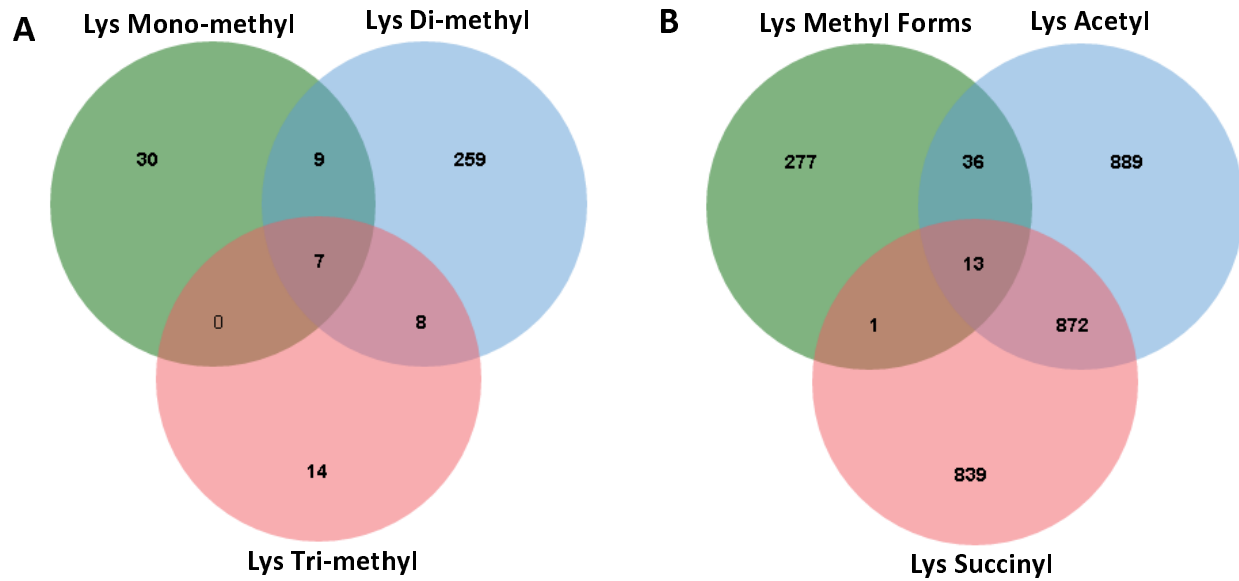 A
Lys Mono-methyl
Lys Di-methyl
30
9
259
7
0
8
14
Lys Tri-methyl
B
Lys Methyl Forms
Lys Acetyl
277
36
889
13
1
872
839
Lys Succinyl